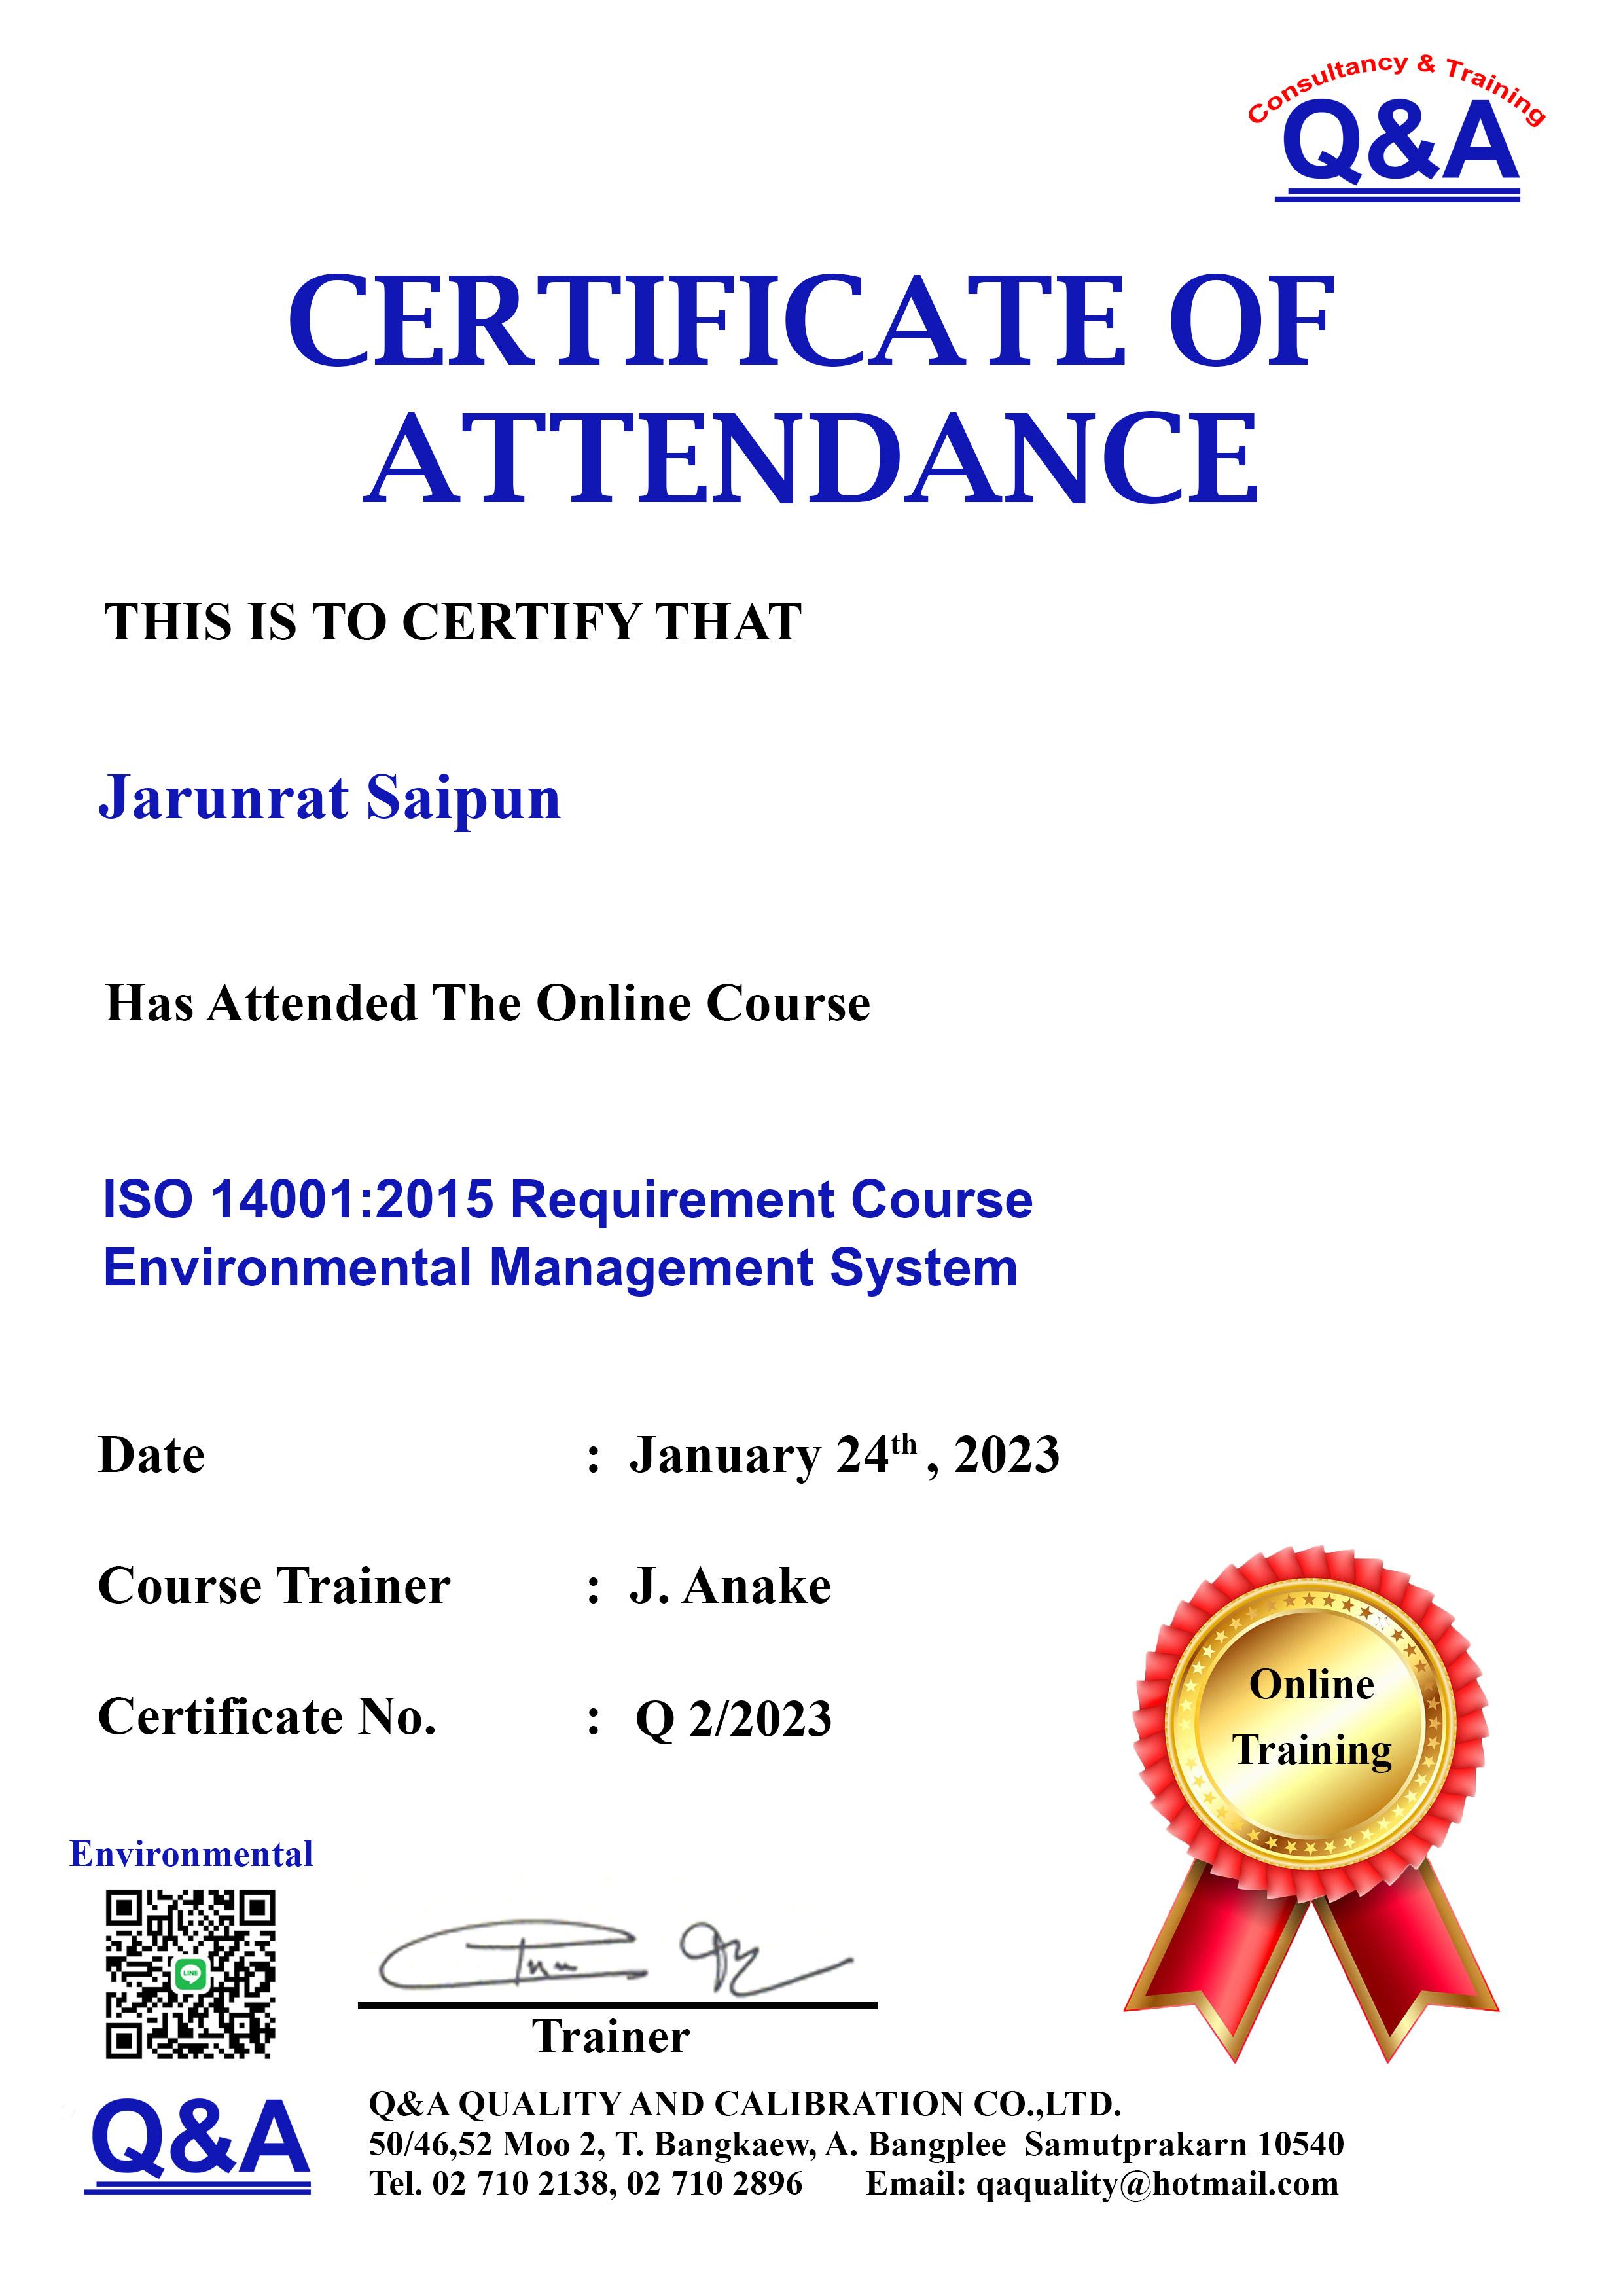 Consultancy & Training
Q&A
CERTIFICATE OF
ATTENDANCE
THIS IS TO CERTIFY THAT
Jarunrat Saipun
Has Attended The Online Course
ISO 14001:2015 Requirement Course
Environmental Management System
Date : January 24th , 2023
Course Trainer : J. Anake
Certificate No. : Q 2/2023
Online
Training
Environmental
LINE
Trainer
Q&A
Q&A QUALITY AND CALIBRATION CO.,LTD.
50/46,52 Moo 2, T. Bangkaew, A. Bangplee Samutprakarn 10540
Tel. 02 710 2138, 02 710 2896 Email: qaquality@hotmail.com